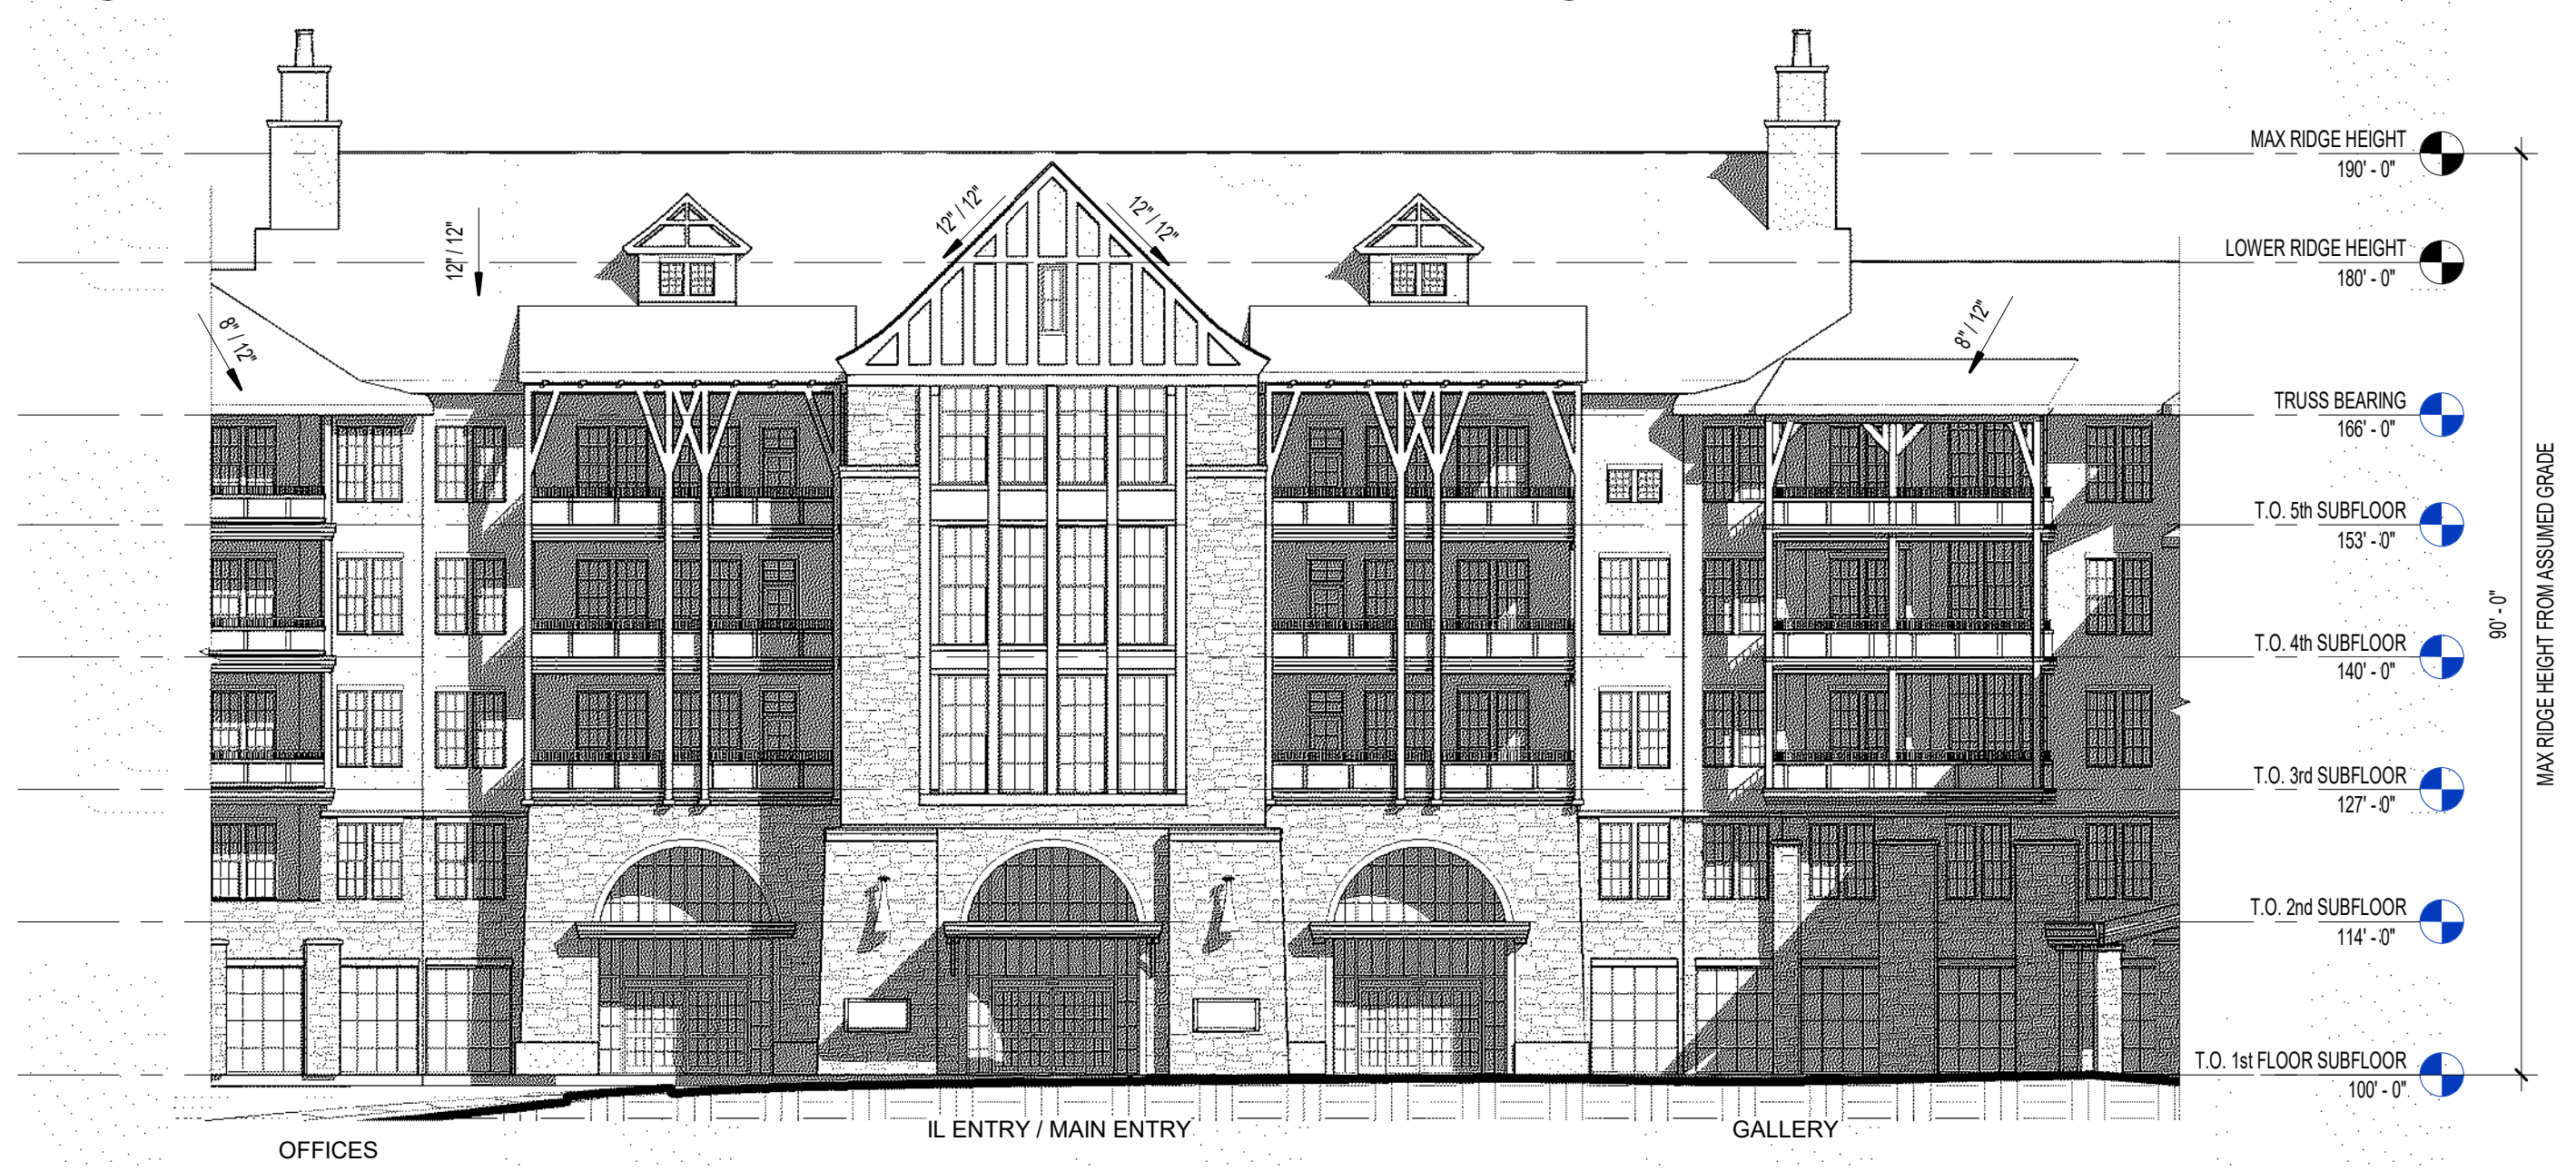 MAX RIDGE HEIGHT
190' - 0"
12" / 12"
12" / 12"
12" / 12"
LOWER RIDGE HEIGHT
180' - 0"
8" / 12"
8" / 12"
TRUSS BEARING
166' - 0"
T.O. 5th SUBFLOOR
153' - 0"
90' - 0"
MAX RIDGE HEIGHT FROM ASSUMED GRADE
T.O. 4th SUBFLOOR
140' - 0"
T.O. 3rd SUBFLOOR
127' - 0"
T.O. 2nd SUBFLOOR
114' - 0"
T.O. 1st FLOOR SUBFLOOR
100' - 0"
IL ENTRY / MAIN ENTRY
GALLERY
OFFICES